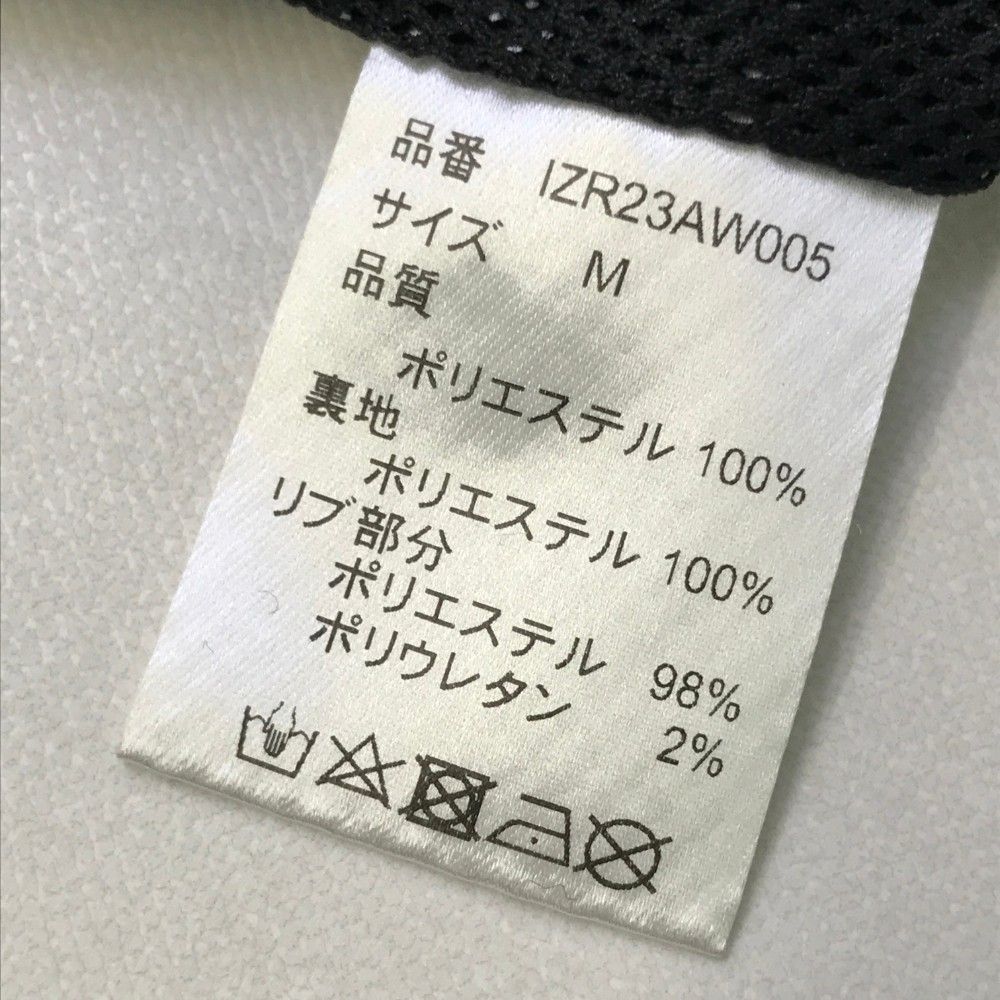 品番 IZR23AW005
サイズ M
品質
ポリエステル 100%
裏地
ポリエステル 100%
リブ部分
ポリエステル 98%
ポリウレタン 2%